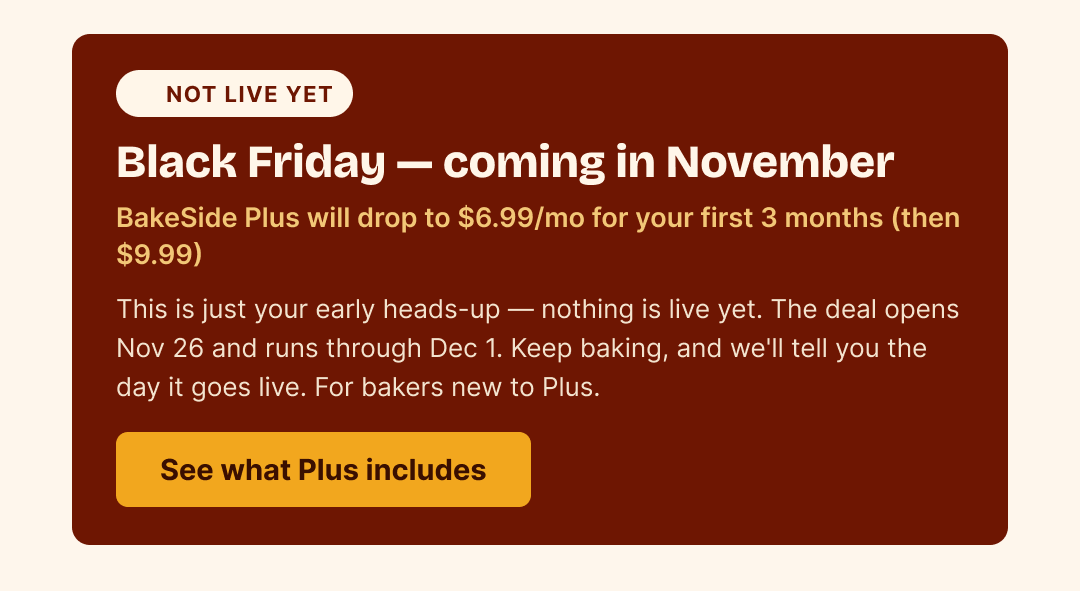 NOT LIVE YET
Black Friday — coming in November
BakeSide Plus will drop to $6.99/mo for your first 3 months (then
$9.99)
This is just your early heads-up — nothing is live yet. The deal opens
Nov 26 and runs through Dec 1. Keep baking, and we'll tell you the
day it goes live. For bakers new to Plus.
See what Plus includes